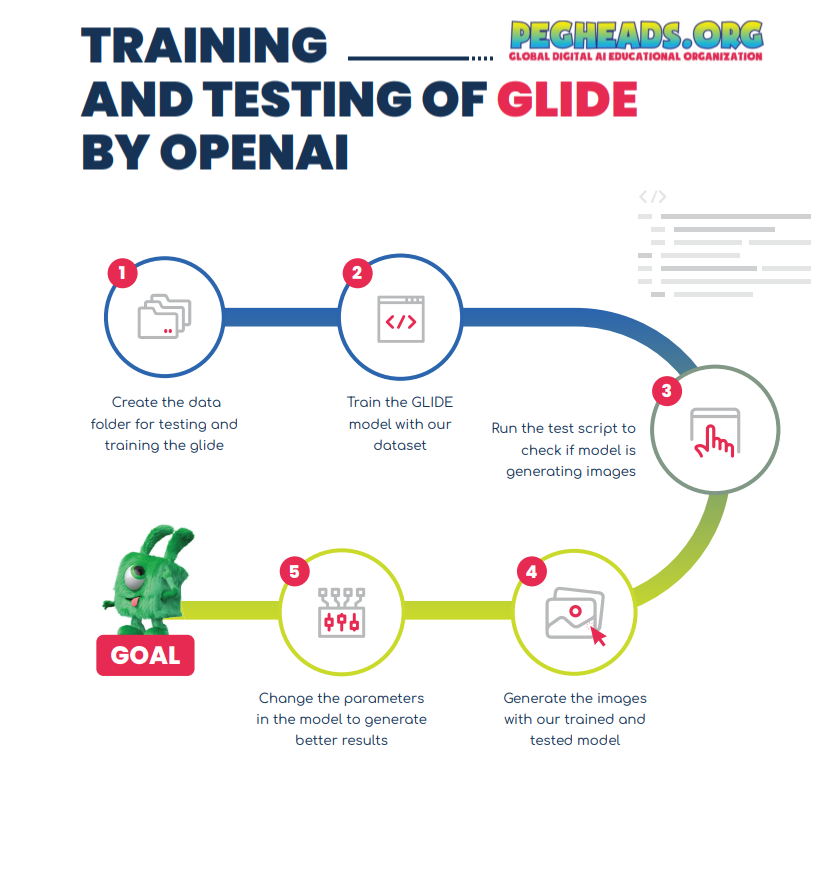 TRAINING
PEGHEADS.ORG
GLOBAL DIGITAL AI EDUCATIONAL ORGANIZATION
AND TESTING OF GLIDE
BY OPENAI
</>
1
Create the data
folder for testing and
training the glide
2
</>
Train the GLIDE
model with our
dataset
3
Run the test script to
check if model is
generating images
4
Generate the images
with our trained and
tested model
5
Change the parameters
in the model to generate
better results
GOAL